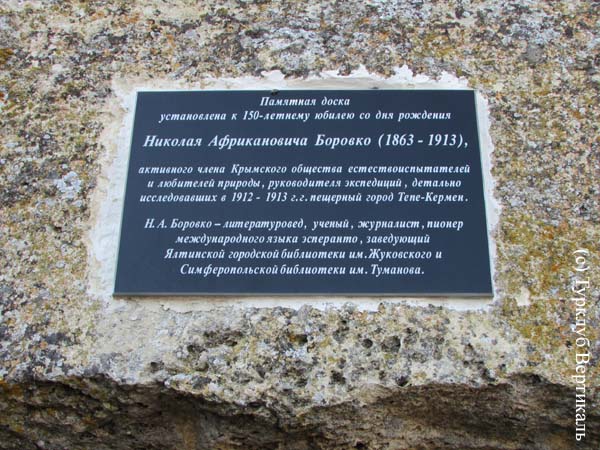 Памятная доска
установлена к 150-летнему юбилею со дня рождения
Николая Африкановича Боровко (1863 - 1913),
активного члена Крымского общества естествоиспытателей
и любителей природы, руководителя экспедиций, детально
исследовавших в 1912 - 1913 г.г. пещерный город Тепе-Кермен.
Н. А. Боровко – литературовед, ученый, журналист, пионер
международного языка эсперанто, заведующий
Ялтинской городской библиотеки им. Жуковского и
Симферопольской библиотеки им. Туманова.
(с) Турклуб Вертикаль